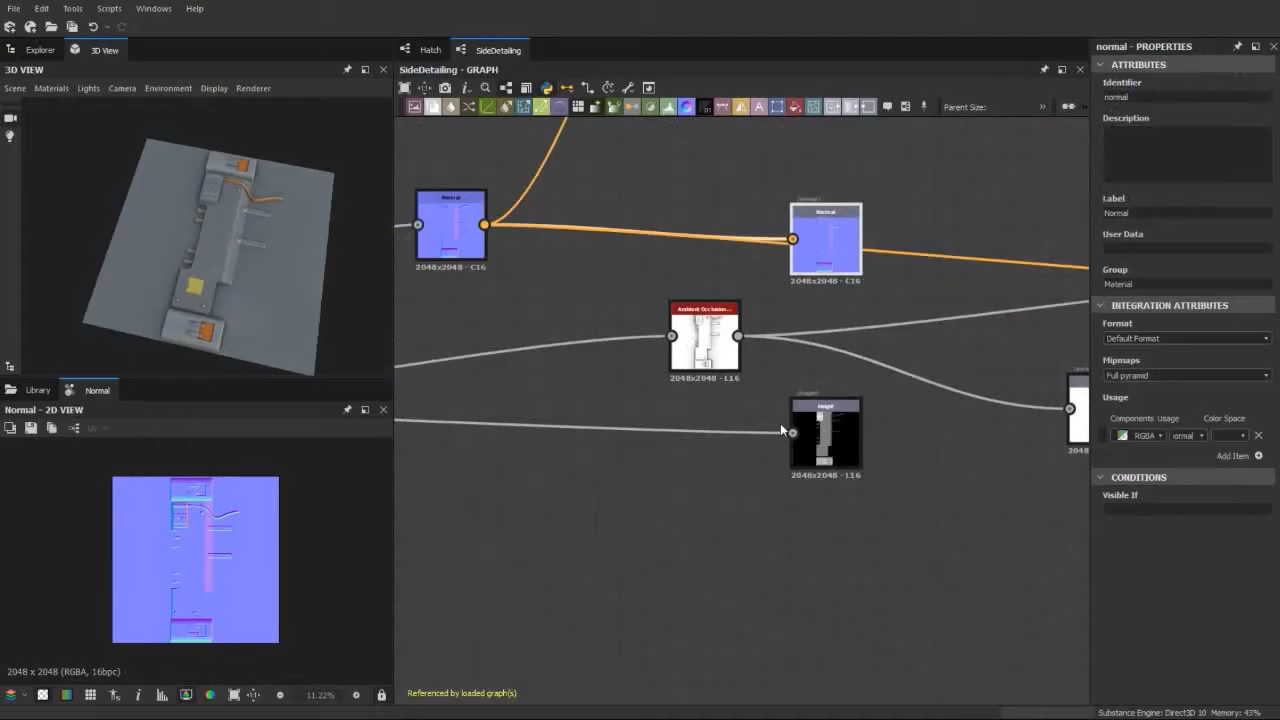 File Edit Tools Scripts Windows Help
Explorer 3D View
3D VIEW
Scene Materials Lights Camera Environment Display Renderer
Library Normal
Normal - 2D VIEW
2048 x 2048 (RGBA, 16bpc)
11.22%
Hatch SideDetailing
SideDetailing - GRAPH
Parent Size:
2048x2048 - C16
Normal
2048x2048 - C16
Ambient Occlusion...
2048x2048 - L16
Height
2048x2048 - L16
2048
Referenced by loaded graph(s)
normal - PROPERTIES
ATTRIBUTES
Identifier
normal
Description
Label
Normal
User Data
Group
Material
INTEGRATION ATTRIBUTES
Format
Default Format
Mipmaps
Full pyramid
Usage
Components Usage Color Space
RGBA ormal
Add Item
CONDITIONS
Visible If
Substance Engine: Direct3D 10 Memory: 43%